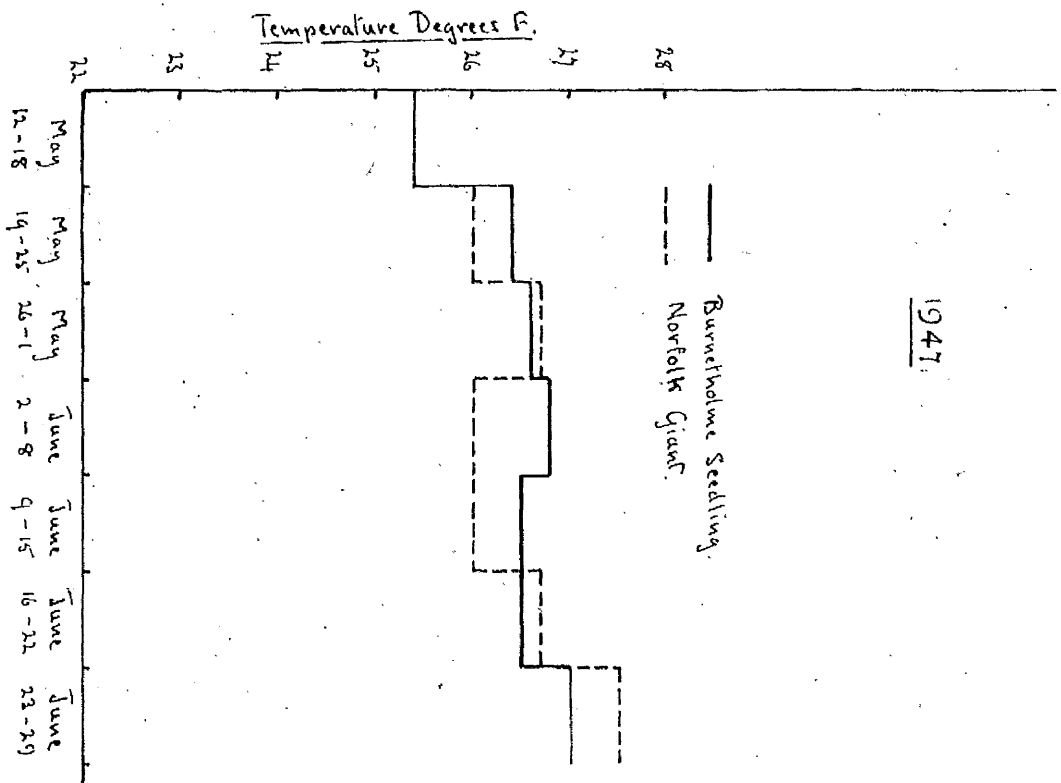 1947.
Burnetholme Seedling.
Norfolk Giant.
Temperature Degrees F.
28
27
26
25
24
23
22
May 12-18
May 19-25
May 26-1
June 2-8
June 9-15
June 16-22
June 23-29